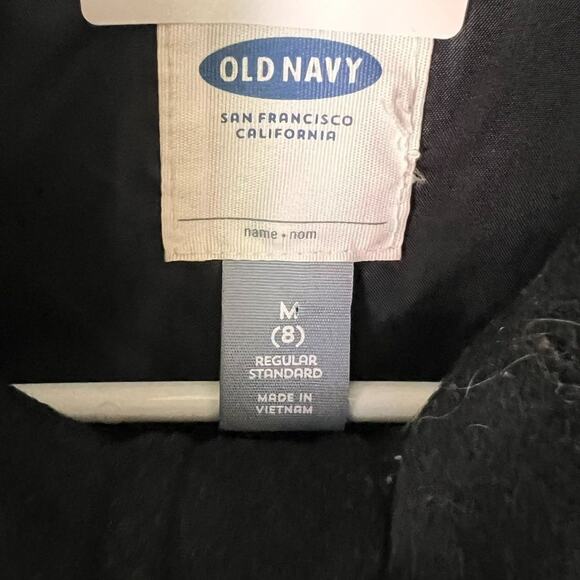 OLD NAVY
SAN FRANCISCO
CALIFORNIA
name • nom
M
(8)
REGULAR
STANDARD
MADE IN
VIETNAM